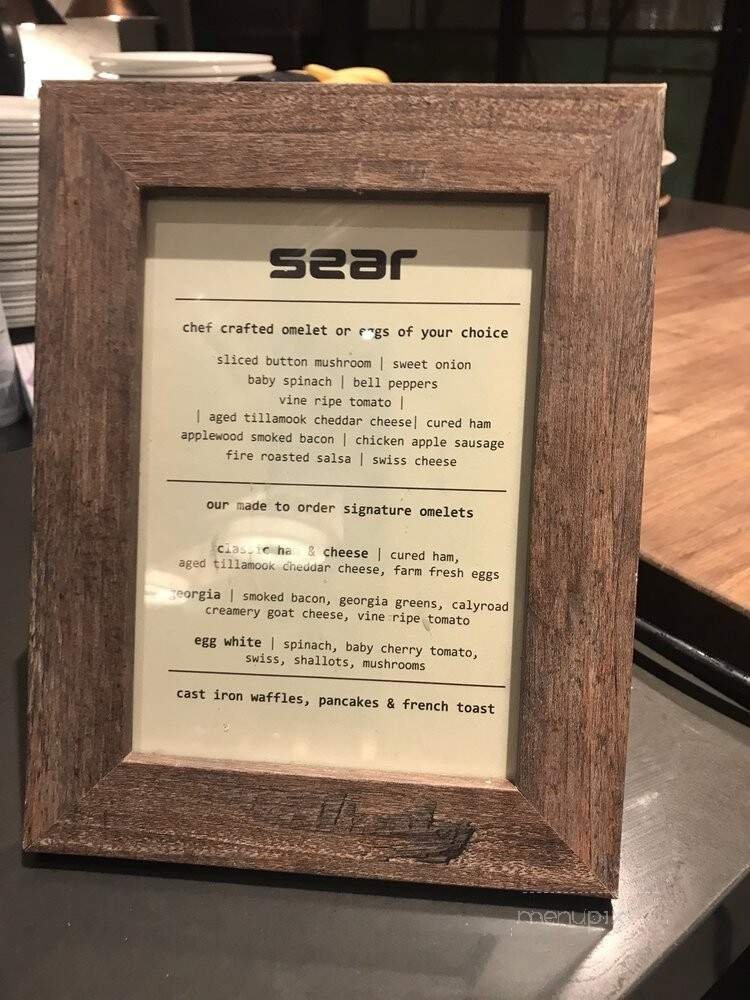 sear
chef crafted omelet or eggs of your choice
sliced button mushroom | sweet onion
baby spinach | bell peppers
vine ripe tomato |
| aged tillamook cheddar cheese| cured ham
applewood smoked bacon | chicken apple sausage
fire roasted salsa | swiss cheese
our made to order signature omelets
classic ham & cheese | cured ham,
aged tillamook cheddar cheese, farm fresh eggs
georgia | smoked bacon, georgia greens, calyroad
creamery goat cheese, vine ripe tomato
egg white | spinach, baby cherry tomato,
swiss, shallots, mushrooms
cast iron waffles, pancakes & french toast